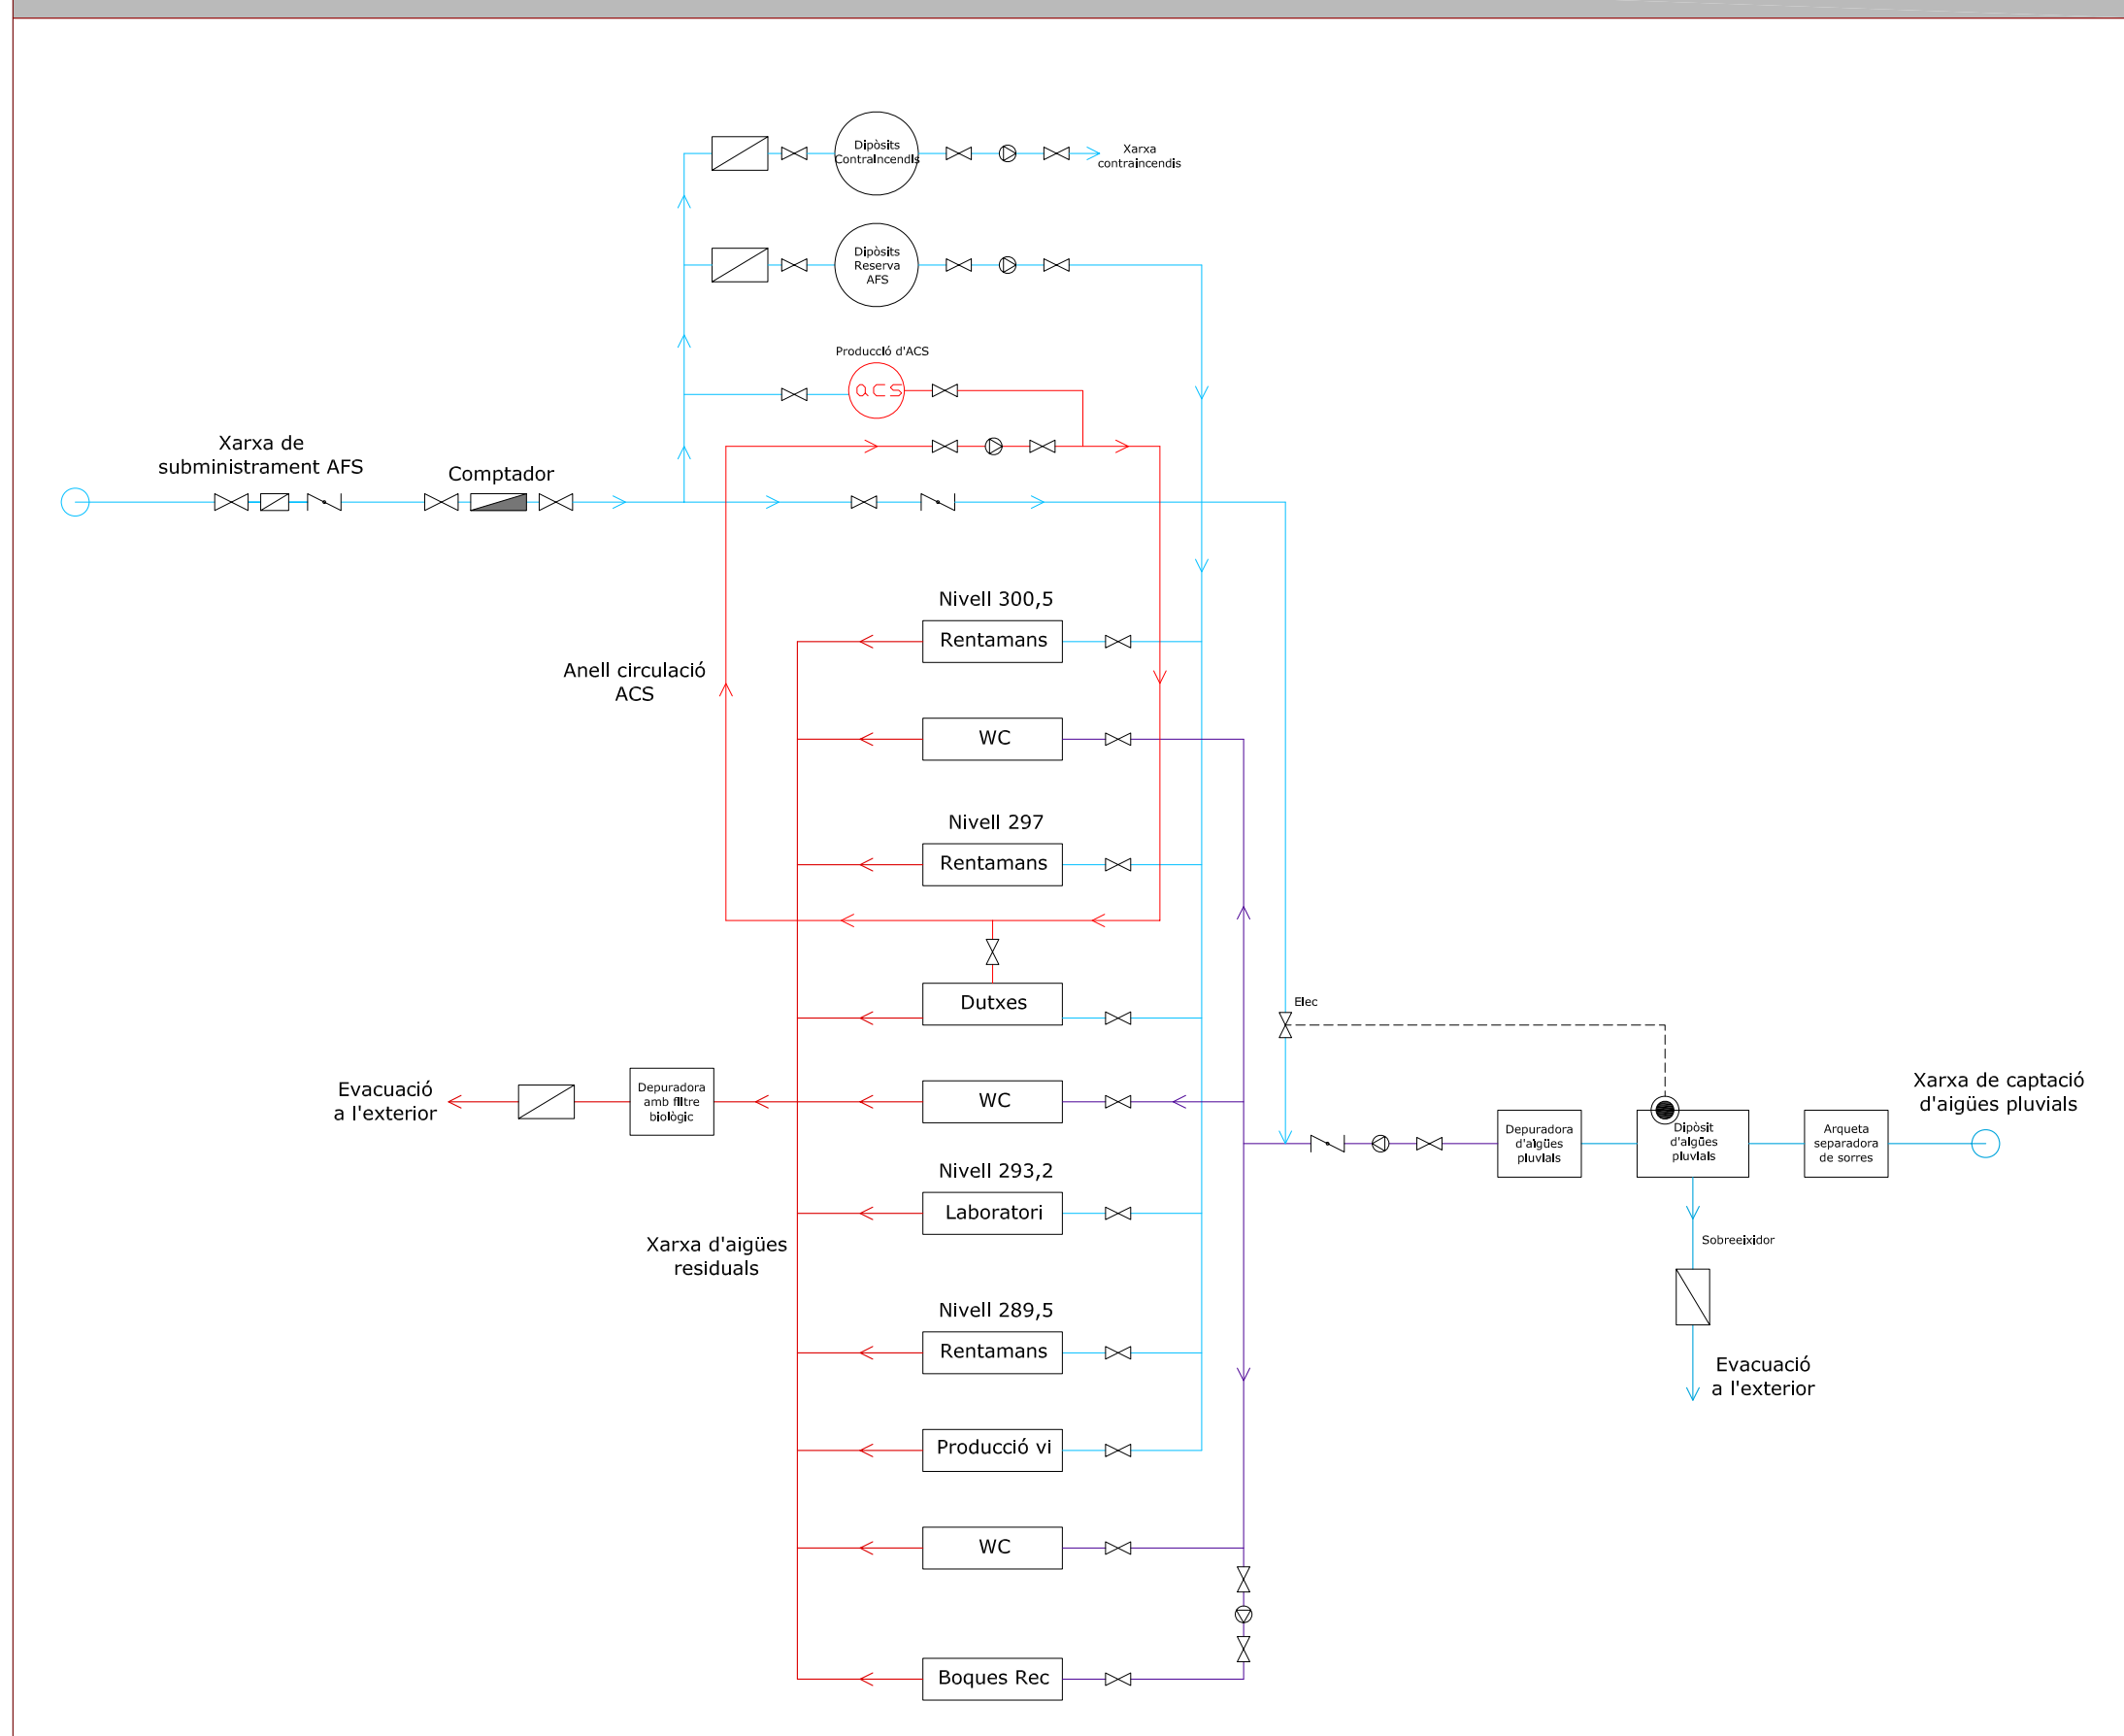 Dipòsits
ContraIncendis
Xarxa
contraincendis
Dipòsits
Reserva
AFS
Producció d'ACS
acs
Xarxa de
subministrament AFS
Comptador
Nivell 300,5
Rentamans
Anell circulació
ACS
WC
Nivell 297
Rentamans
Dutxes
Elec
Evacuació
a l'exterior
Depuradora
amb filtre
biològic
WC
Xarxa de captació
d'aigües pluvials
Depuradora
d'aigües
pluvials
Dipòsit
d'aigües
pluvials
Arqueta
separadora
de sorres
Nivell 293,2
Laboratori
Xarxa d'aigües
residuals
Sobreeixidor
Nivell 289,5
Rentamans
Evacuació
a l'exterior
Producció vi
WC
Boques Rec